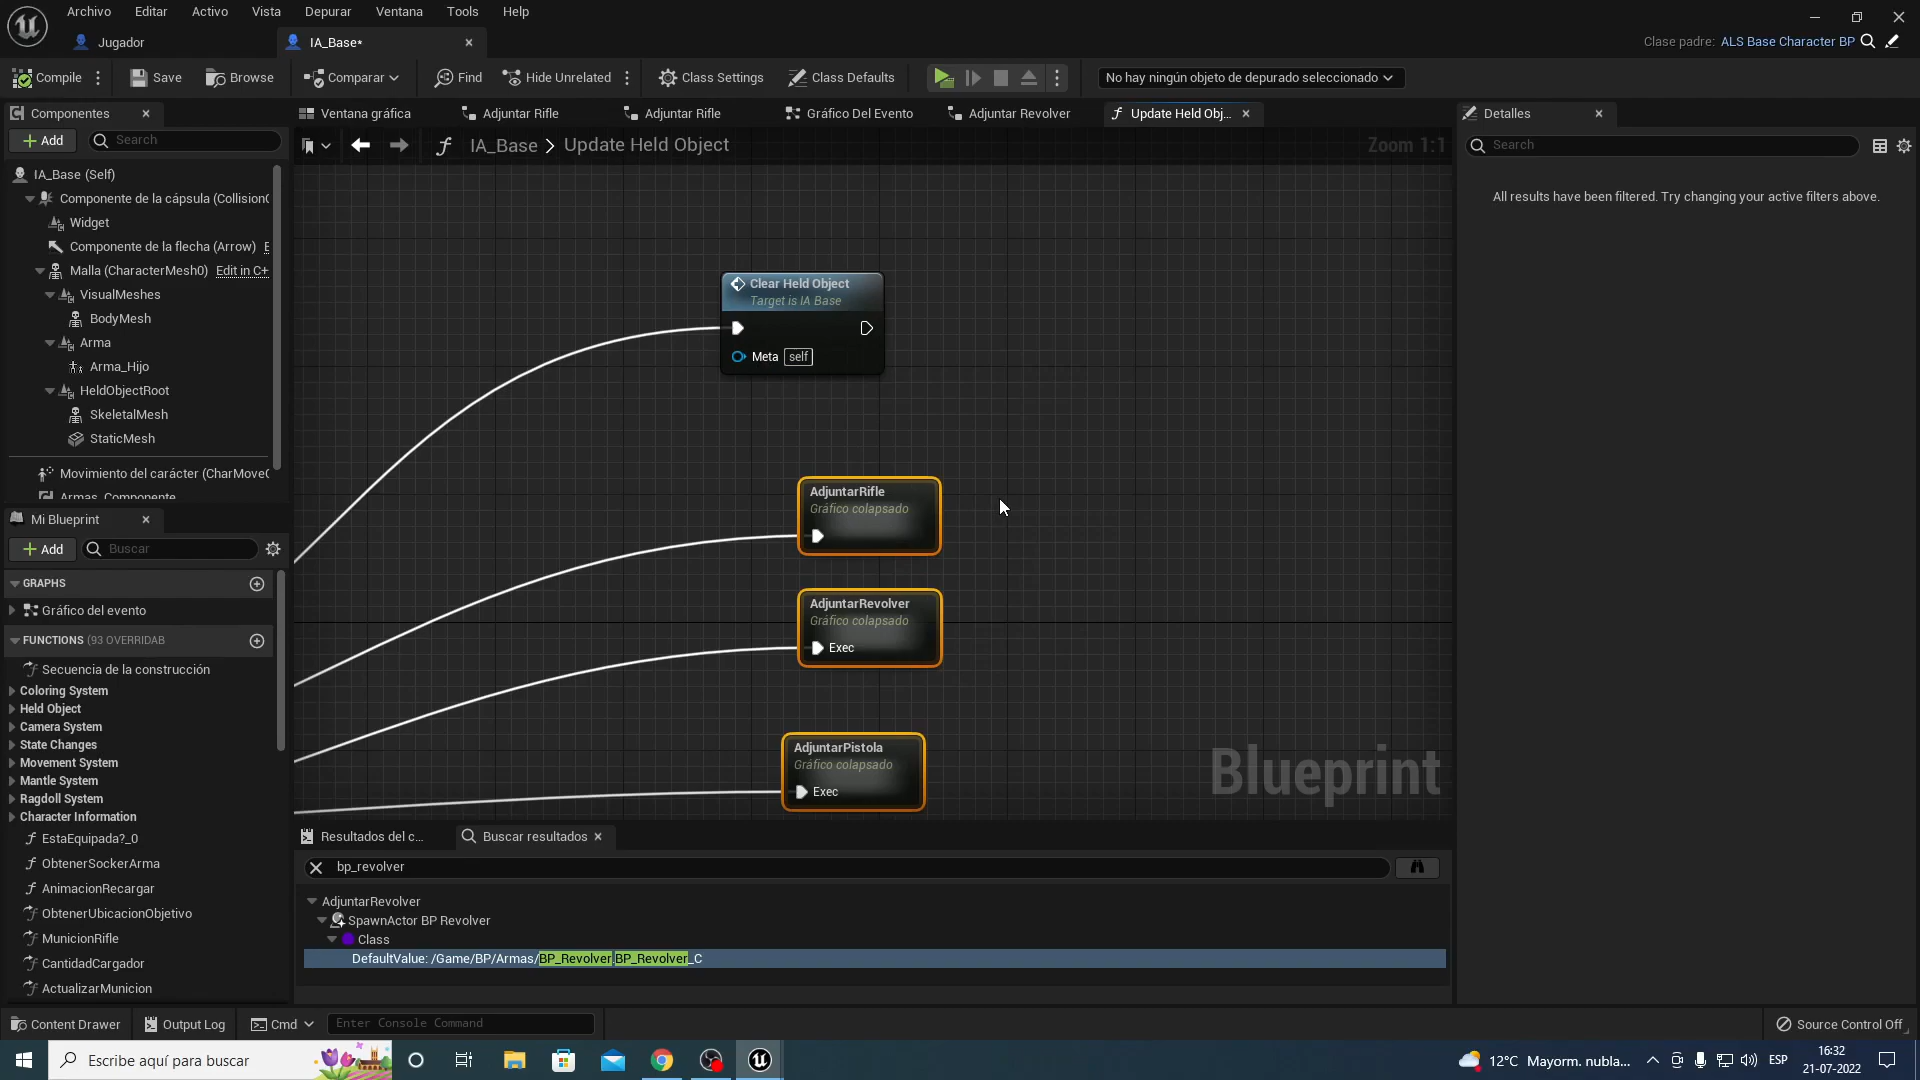 Archivo Editar Activo Vista Depurar Ventana Tools Help
Jugador IA_Base* Clase padre: ALS Base Character BP
Compile Save Browse Comparar Find Hide Unrelated Class Settings Class Defaults No hay ningún objeto de depurado seleccionado
Componentes Ventana gráfica Adjuntar Rifle Adjuntar Rifle Gráfico Del Evento Adjuntar Revolver Update Held Obj... Detalles
Add Search
IA_Base > Update Held Object Zoom 1:1 Search
All results have been filtered. Try changing your active filters above.
IA_Base (Self)
Componente de la cápsula (Collision
Widget
Componente de la flecha (Arrow) E
Malla (CharacterMesh0) Edit in C+
VisualMeshes
BodyMesh
Arma
Arma_Hijo
HeldObjectRoot
SkeletalMesh
StaticMesh
Movimiento del carácter (CharMove
Armas_Componente
Clear Held Object
Target is IA Base
Meta self
AdjuntarRifle
Gráfico colapsado
AdjuntarRevolver
Gráfico colapsado
Exec
AdjuntarPistola
Gráfico colapsado
Exec
Blueprint
Mi Blueprint
Add Buscar
GRAPHS
Gráfico del evento
FUNCTIONS (93 OVERRIDAB
Secuencia de la construcción
Coloring System
Held Object
Camera System
State Changes
Movement System
Mantle System
Ragdoll System
Character Information
EstaEquipada?_0
ObtenerSockerArma
AnimacionRecargar
ObtenerUbicacionObjetivo
MunicionRifle
CantidadCargador
ActualizarMunicion
Resultados del c... Buscar resultados
bp_revolver
AdjuntarRevolver
SpawnActor BP Revolver
Class
DefaultValue: /Game/BP/Armas/BP_Revolver.BP_Revolver_C
Content Drawer Output Log Cmd Enter Console Command Source Control Off
Escribe aquí para buscar 12°C Mayorm. nubla... ESP 16:32
21-07-2022